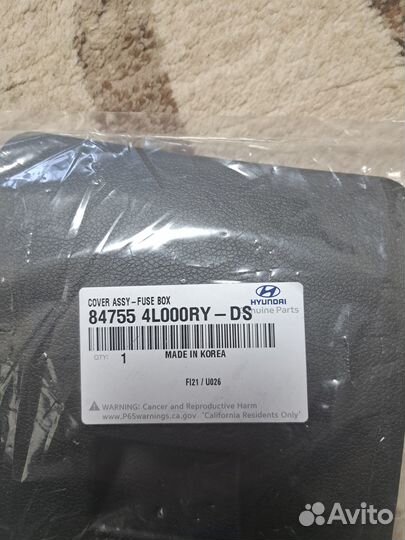 COVER ASSY-FUSE BOX
HYUNDAI
84755 4L000RY-DS
nuine Parts
QTY: 1
MADE IN KOREA
FI21 / U026
WARNING: Cancer and Reproductive Harm
www.P65warnings.ca.gov "California Residents Only"
Avito